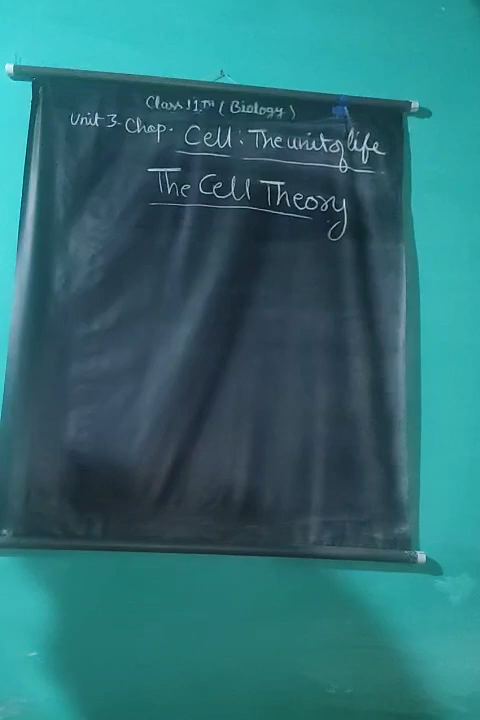 Class 11TH (Biology)
Unit 3- Chap. Cell: The unit of life
The Cell Theory